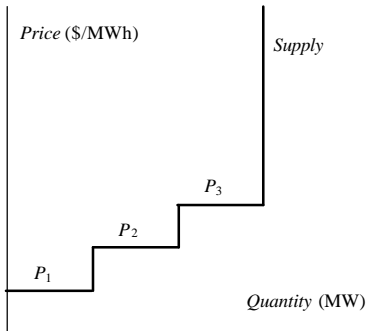 Price ($/MWh)
Supply
P3
P2
P1
Quantity (MW)